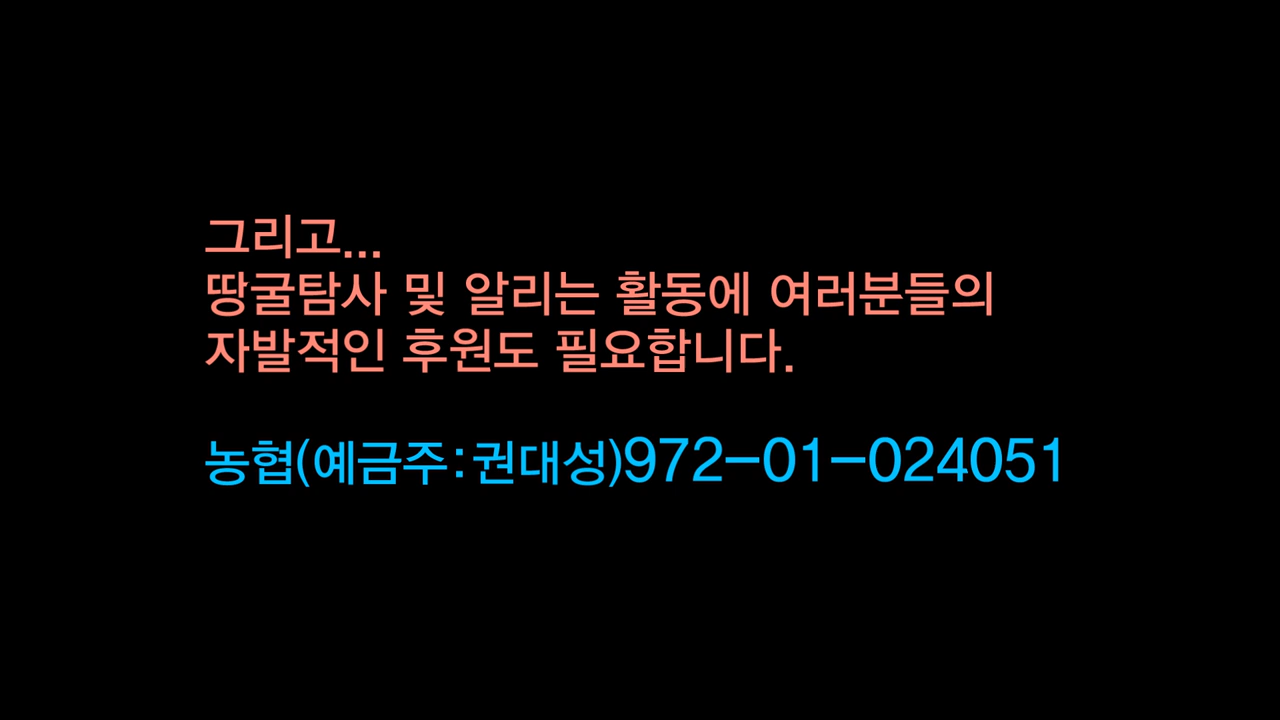 그리고...
땅굴탐사 및 알리는 활동에 여러분들의
자발적인 후원도 필요합니다.
농협(예금주:권대성)972-01-024051